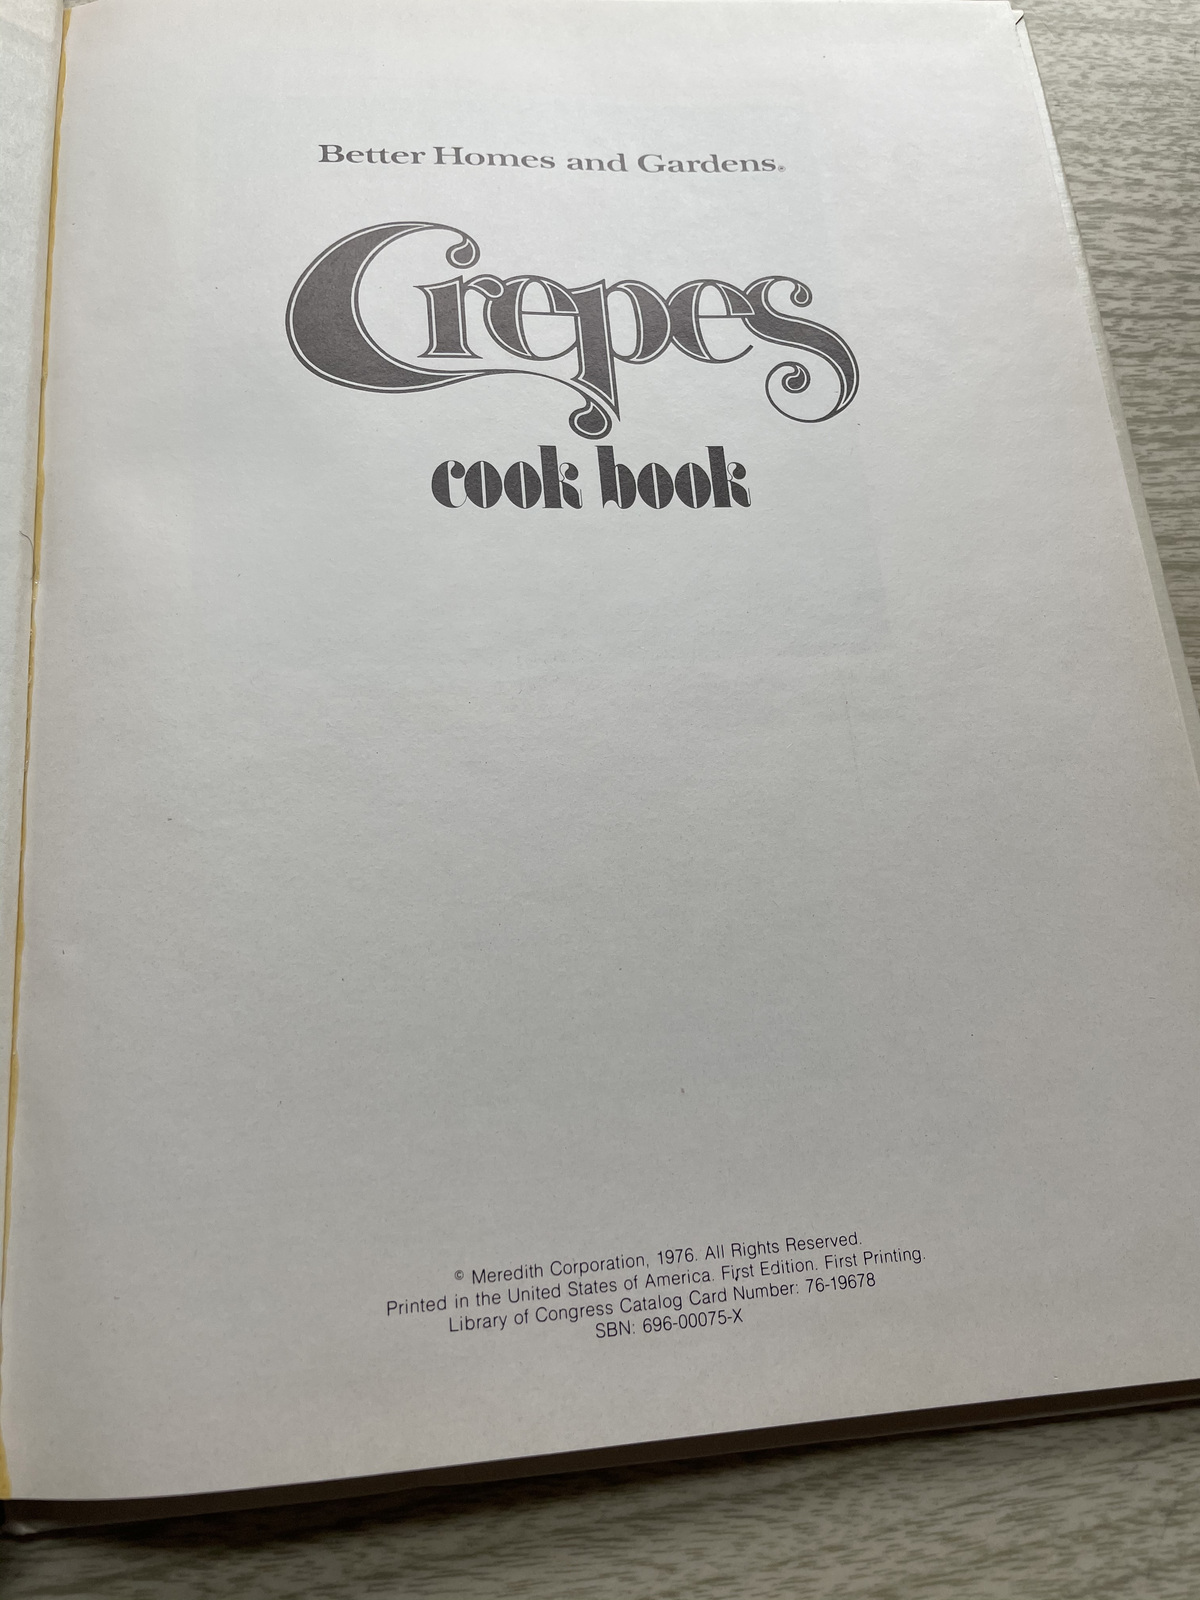 Better Homes and Gardens®
Crepes
cook book
© Meredith Corporation, 1976. All Rights Reserved.
Printed in the United States of America. First Edition. First Printing.
Library of Congress Catalog Card Number: 76-19678
SBN: 696-00075-X